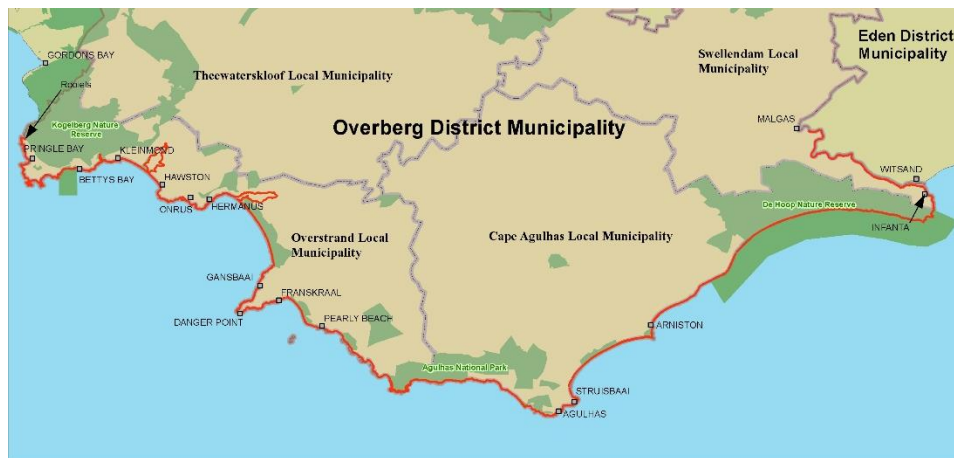 Eden District
Municipality
Swellendam Local
Municipality
GORDONS BAY
Theewaterskloof Local Municipality
Rooiels
MALGAS
Kogelberg Nature
Reserve
Overberg District Municipality
PRINGLE BAY
KLEINMOND
BETTYS BAY
HAWSTON
WITSAND
ONRUS
HERMANUS
De Hoop Nature Reserve
INFANTA
Overstrand Local
Municipality
Cape Agulhas Local Municipality
GANSBAAI
FRANSKRAAL
DANGER POINT
PEARLY BEACH
ARNISTON
Agulhas National Park
STRUISBAAI
AGULHAS